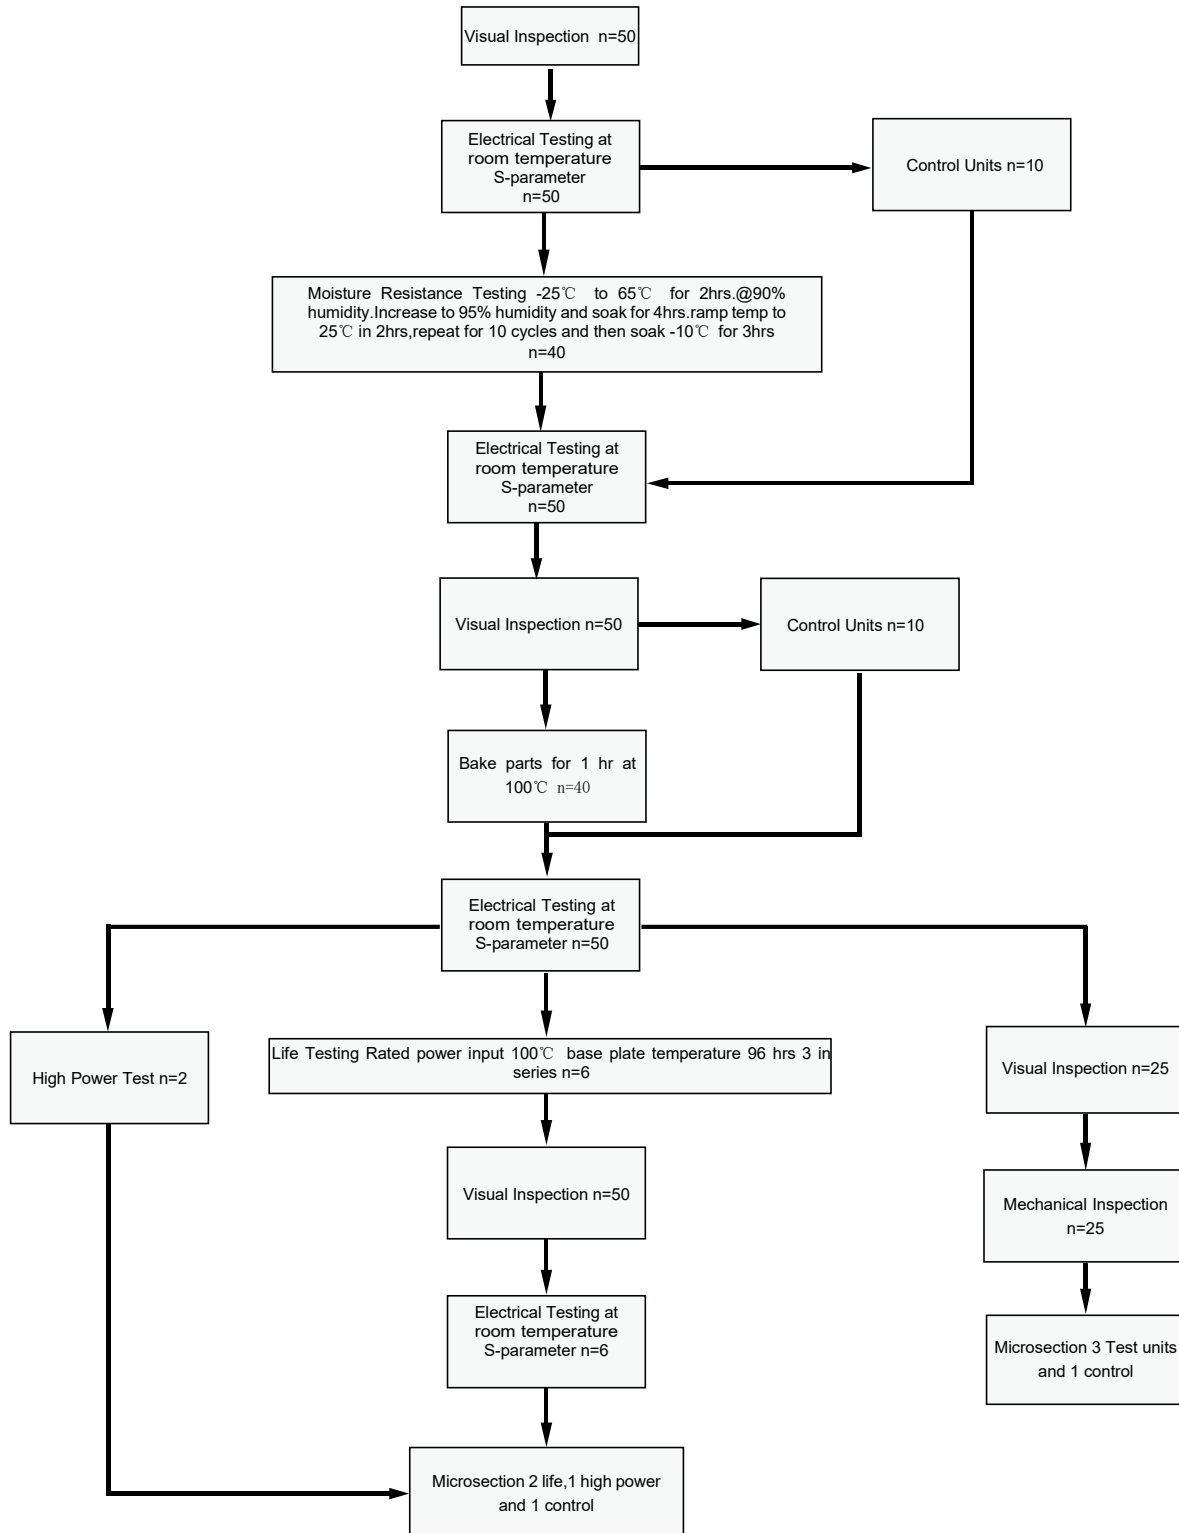 Visual Inspection n=50
Electrical Testing at
room temperature
S-parameter
n=50
Control Units n=10
Moisture Resistance Testing -25℃ to 65℃ for 2hrs.@90%
humidity.Increase to 95% humidity and soak for 4hrs.ramp temp to
25℃ in 2hrs,repeat for 10 cycles and then soak -10℃ for 3hrs
n=40
Electrical Testing at
room temperature
S-parameter
n=50
Visual Inspection n=50
Control Units n=10
Bake parts for 1 hr at
100℃ n=40
Electrical Testing at
room temperature
S-parameter n=50
High Power Test n=2
Life Testing Rated power input 100℃ base plate temperature 96 hrs 3 in
series n=6
Visual Inspection n=25
Visual Inspection n=50
Mechanical Inspection
n=25
Electrical Testing at
room temperature
S-parameter n=6
Microsection 3 Test units
and 1 control
Microsection 2 life,1 high power
and 1 control